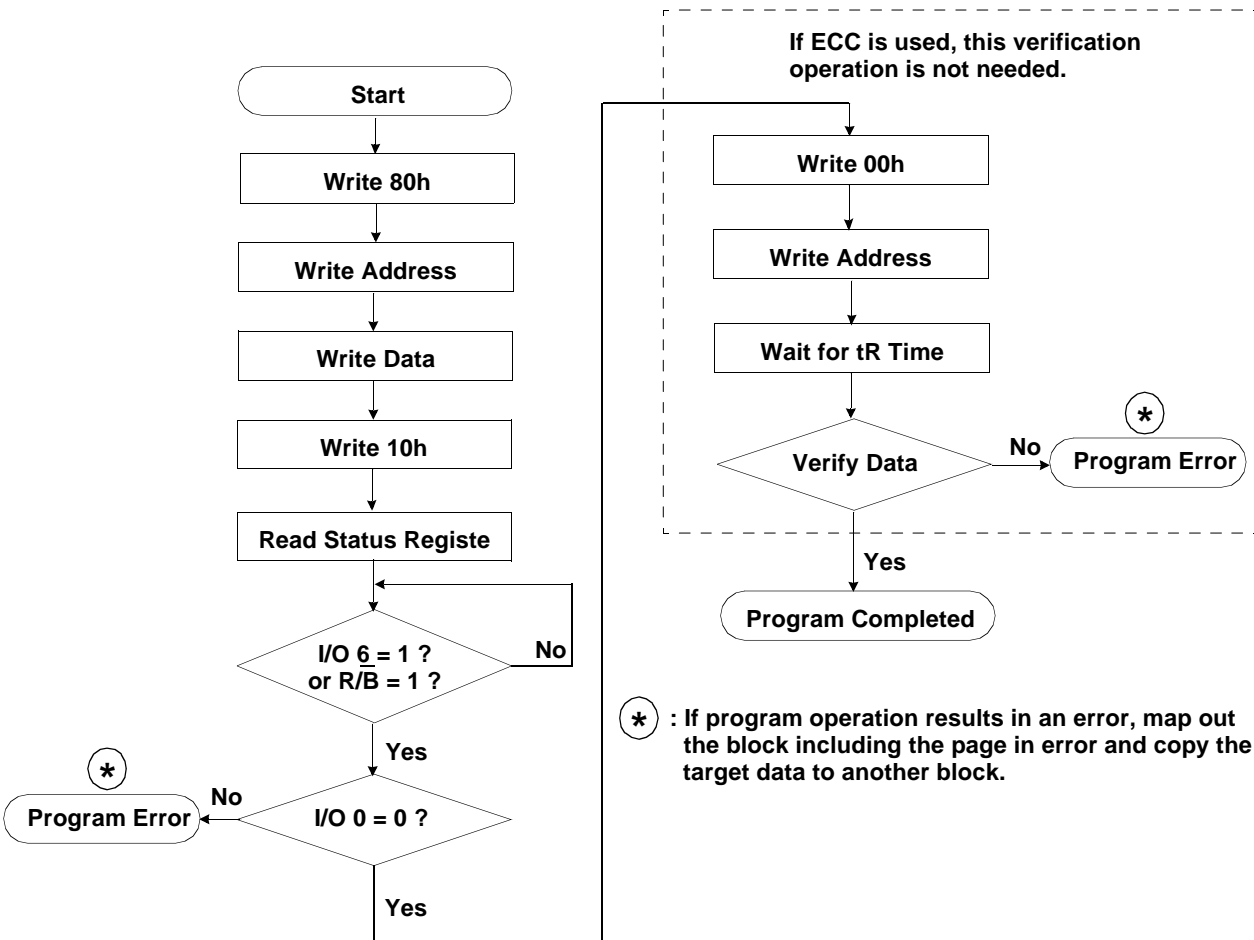 Start
Write 80h
Write Address
Write Data
Write 10h
Read Status Registe
I/O 6 = 1 ?
or R/B = 1 ?
No
Yes
*
No
Program Error
I/O 0 = 0 ?
Yes
If ECC is used, this verification
operation is not needed.
Write 00h
Write Address
Wait for tR Time
Verify Data
No
*
Program Error
Yes
Program Completed
* : If program operation results in an error, map out
the block including the page in error and copy the
target data to another block.